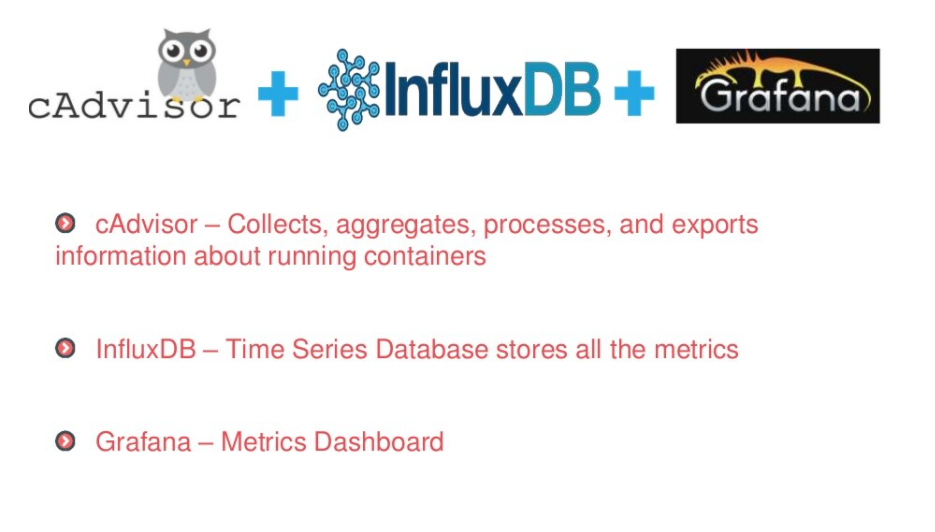 cAdvisor + InfluxDB + Grafana
cAdvisor – Collects, aggregates, processes, and exports
information about running containers
InfluxDB – Time Series Database stores all the metrics
Grafana – Metrics Dashboard